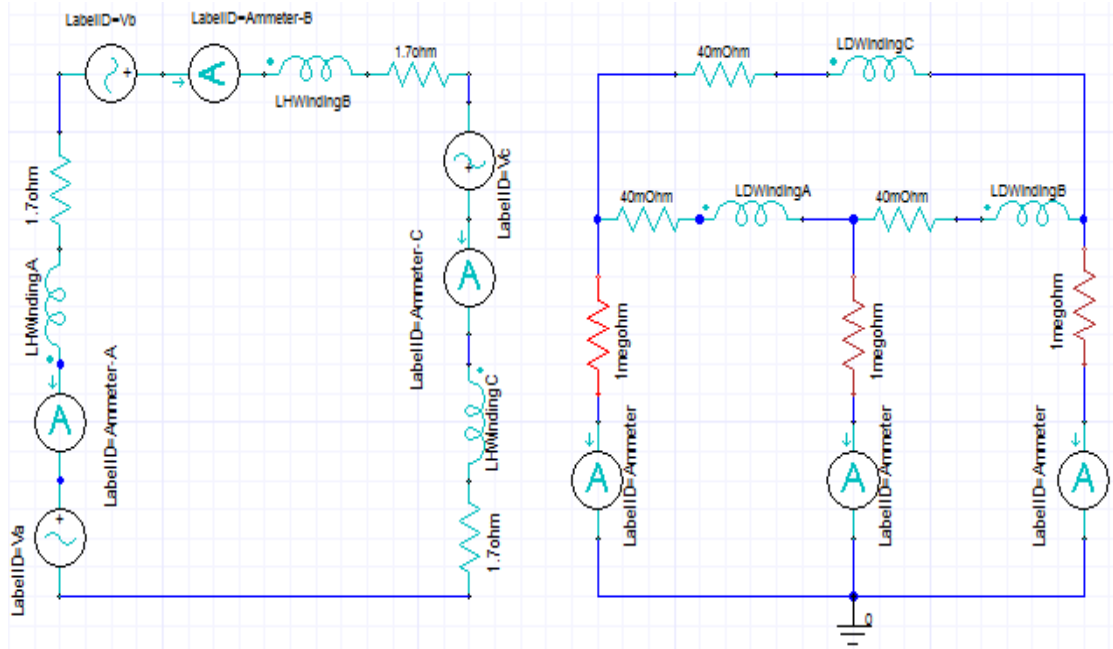 LabelID=Vb
LabelID=Ammeter-B
A
LHWindingB
1.7ohm
1.7ohm
LHWindingA
LabelID=Ammeter-A
A
LabelID=Va
LabelID=Vc
LabelID=Ammeter-C
A
LHWindingC
1.7ohm
40mOhm
LDWindingC
40mOhm
LDWindingA
40mOhm
LDWindingB
1megohm
1megohm
1megohm
A
LabelID=Ammeter
A
LabelID=Ammeter
A
LabelID=Ammeter
0